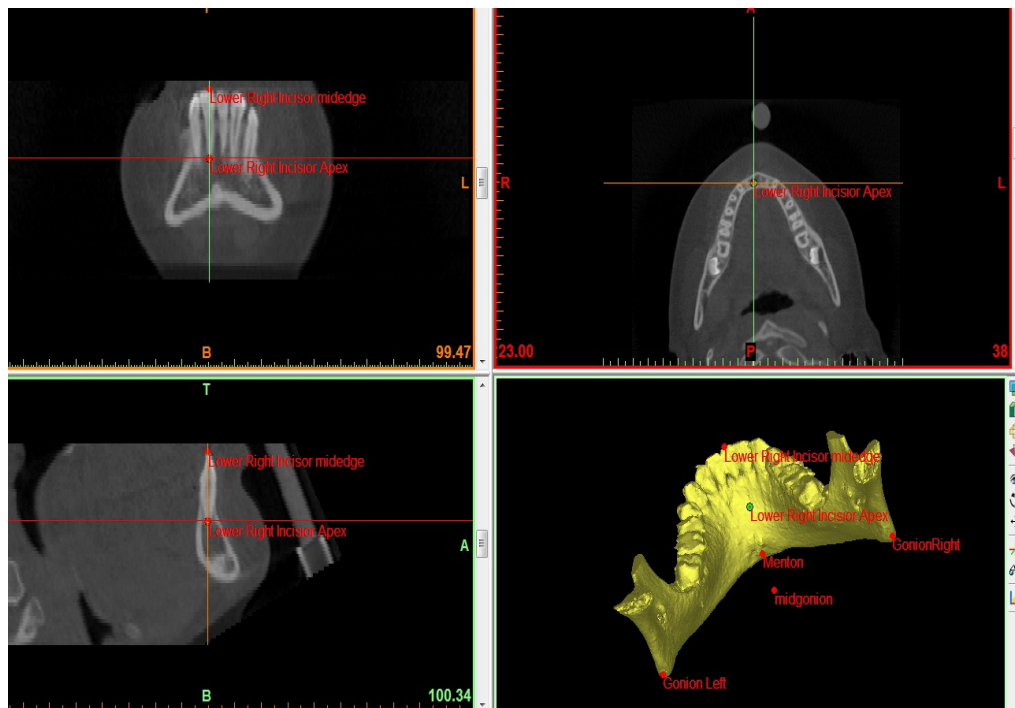 Lower Right Incisor midedge
Lower Right Incisior Apex
L
B
99.47
A
R
Lower Right Incisior Apex
L
P
23.00
38
T
Lower Right Incisor midedge
Lower Right Incisior Apex
A
B
100.34
Lower Right Incisor midedge
Lower Right Incisior Apex
GonionRight
Menton
midgonion
Gonion Left